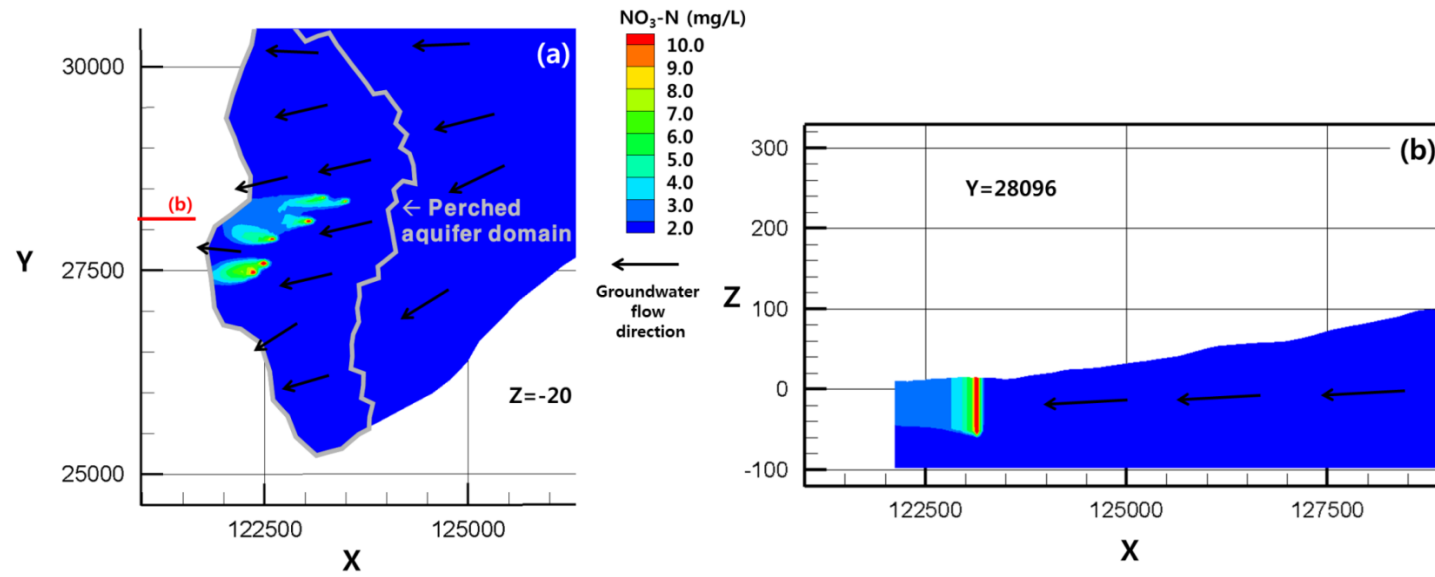 NO₃-N (mg/L)
10.0
9.0
8.0
7.0
6.0
5.0
4.0
3.0
2.0
Groundwater
flow
direction
(a)
30000
27500
25000
Y
(b)
← Perched
aquifer domain
Z=-20
122500
125000
X
(b)
Y=28096
300
200
100
0
-100
Z
122500
125000
127500
X